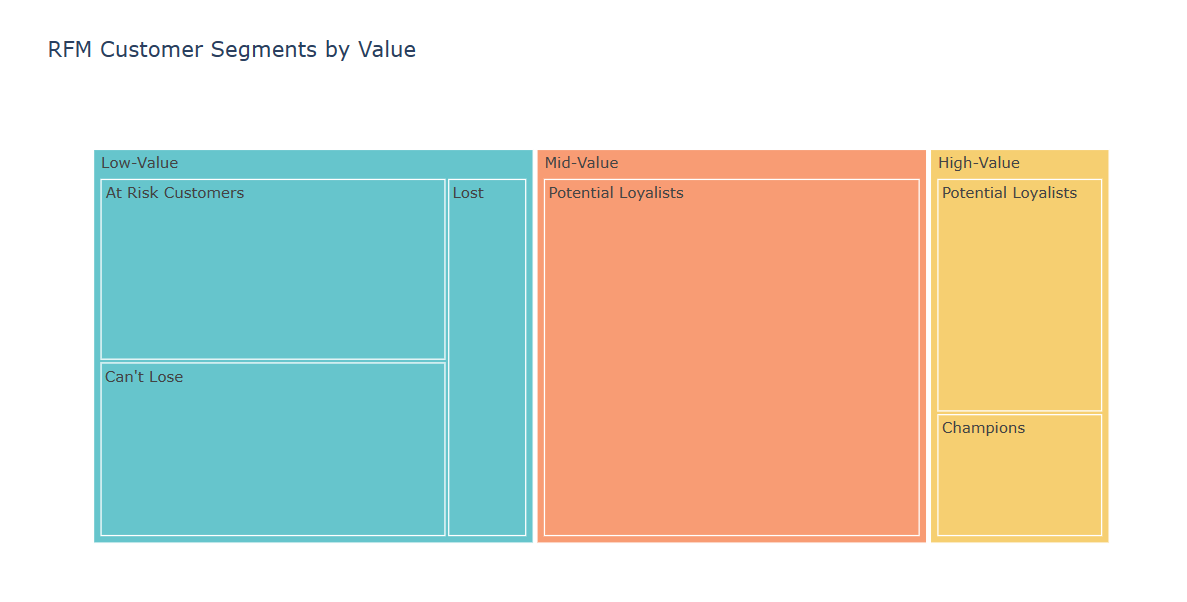 RFM Customer Segments by Value
Low-Value
At Risk Customers
Lost
Can't Lose
Mid-Value
Potential Loyalists
High-Value
Potential Loyalists
Champions